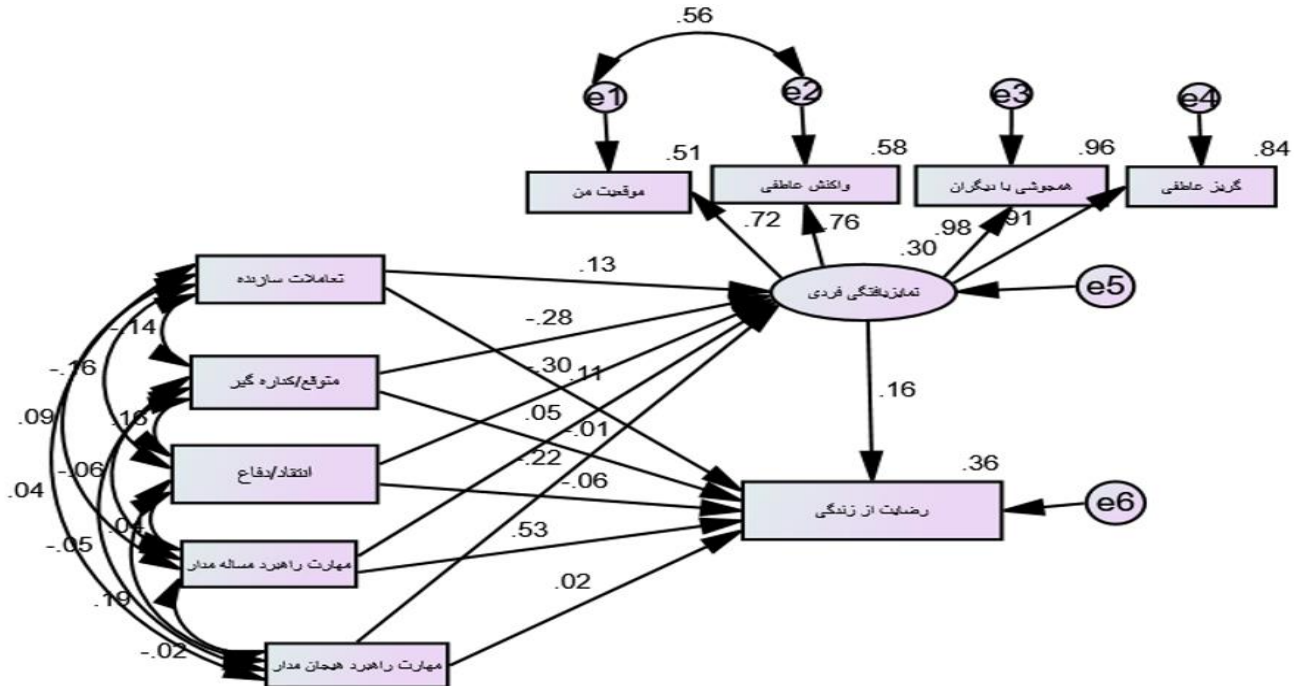 .56
e1
e2
e3
e4
.51
.58
.96
.84
موقعیت من
واکنش عاطفی
همجوشی با دیگران
گریز عاطفی
.72
.76
.98
.91
.30
تعاملات سازنده
.13
تمایزیافتگی فردی
e5
-.14
-.28
متوقع/کناره گیر
-.16
-.30
.11
.16
.09
.05
-.01
.16
انتقاد/دفاع
-.06
-.22
-.06
.36
.04
رضایت از زندگی
e6
.04
-.05
.53
مهارت راهبرد مساله مدار
.02
.19
-.02
مهارت راهبرد هیجان مدار